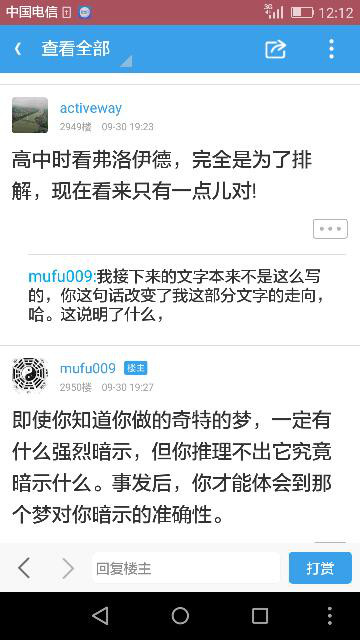 中国电信 3G 12:12
查看全部
activeway
2949楼 09-30 19:23
高中时看弗洛伊德，完全是为了排
解，现在看来只有一点儿对!
mufu009:我接下来的文字本来不是这么写
的，你这句话改变了我这部分文字的走向，
哈。这说明了什么，
mufu009 楼主
2950楼 09-30 19:27
即使你知道你做的奇特的梦，一定有
什么强烈暗示，但你推理不出它究竟
暗示什么。事发后，你才能体会到那
个梦对你暗示的准确性。
回复楼主 打赏